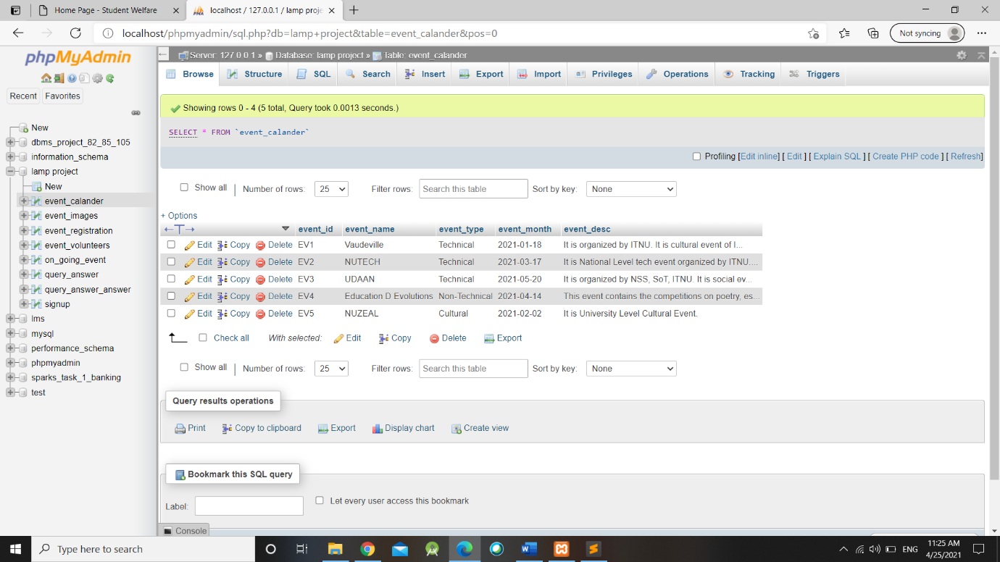 Home Page - Student Welfare
localhost / 127.0.0.1 / lamp proje
localhost/phpmyadmin/sql.php?db=lamp+project&table=event_calander&pos=0
Not syncing
phpMyAdmin
Recent Favorites
New
dbms_project_82_85_105
information_schema
lamp project
New
event_calander
event_images
event_registration
event_volunteers
on_going_event
query_answer
query_answer_answer
signup
lms
mysql
performance_schema
phpmyadmin
sparks_task_1_banking
test
Server: 127.0.0.1 » Database: lamp project » Table: event_calander
Browse Structure SQL Search Insert Export Import Privileges Operations Tracking Triggers
Showing rows 0 - 4 (5 total, Query took 0.0013 seconds.)
SELECT * FROM `event_calander`
Profiling [Edit inline] [ Edit ] [ Explain SQL ] [ Create PHP code ] [ Refresh]
Show all | Number of rows: 25 Filter rows: Search this table Sort by key: None
+ Options
←T→ event_id event_name event_type event_month event_desc
Edit Copy Delete EV1 Vaudeville Technical 2021-01-18 It is organized by ITNU. It is cultural event of I...
Edit Copy Delete EV2 NUTECH Technical 2021-03-17 It is National Level tech event organized by ITNU....
Edit Copy Delete EV3 UDAAN Technical 2021-05-20 It is organized by NSS, SoT, ITNU. It is social ev...
Edit Copy Delete EV4 Education D Evolutions Non-Technical 2021-04-14 This event contains the competitions on poetry, es...
Edit Copy Delete EV5 NUZEAL Cultural 2021-02-02 It is University Level Cultural Event.
Check all With selected: Edit Copy Delete Export
Show all | Number of rows: 25 Filter rows: Search this table Sort by key: None
Query results operations
Print Copy to clipboard Export Display chart Create view
Bookmark this SQL query
Label: Let every user access this bookmark
Console
Type here to search
ENG
11:25 AM
4/25/2021